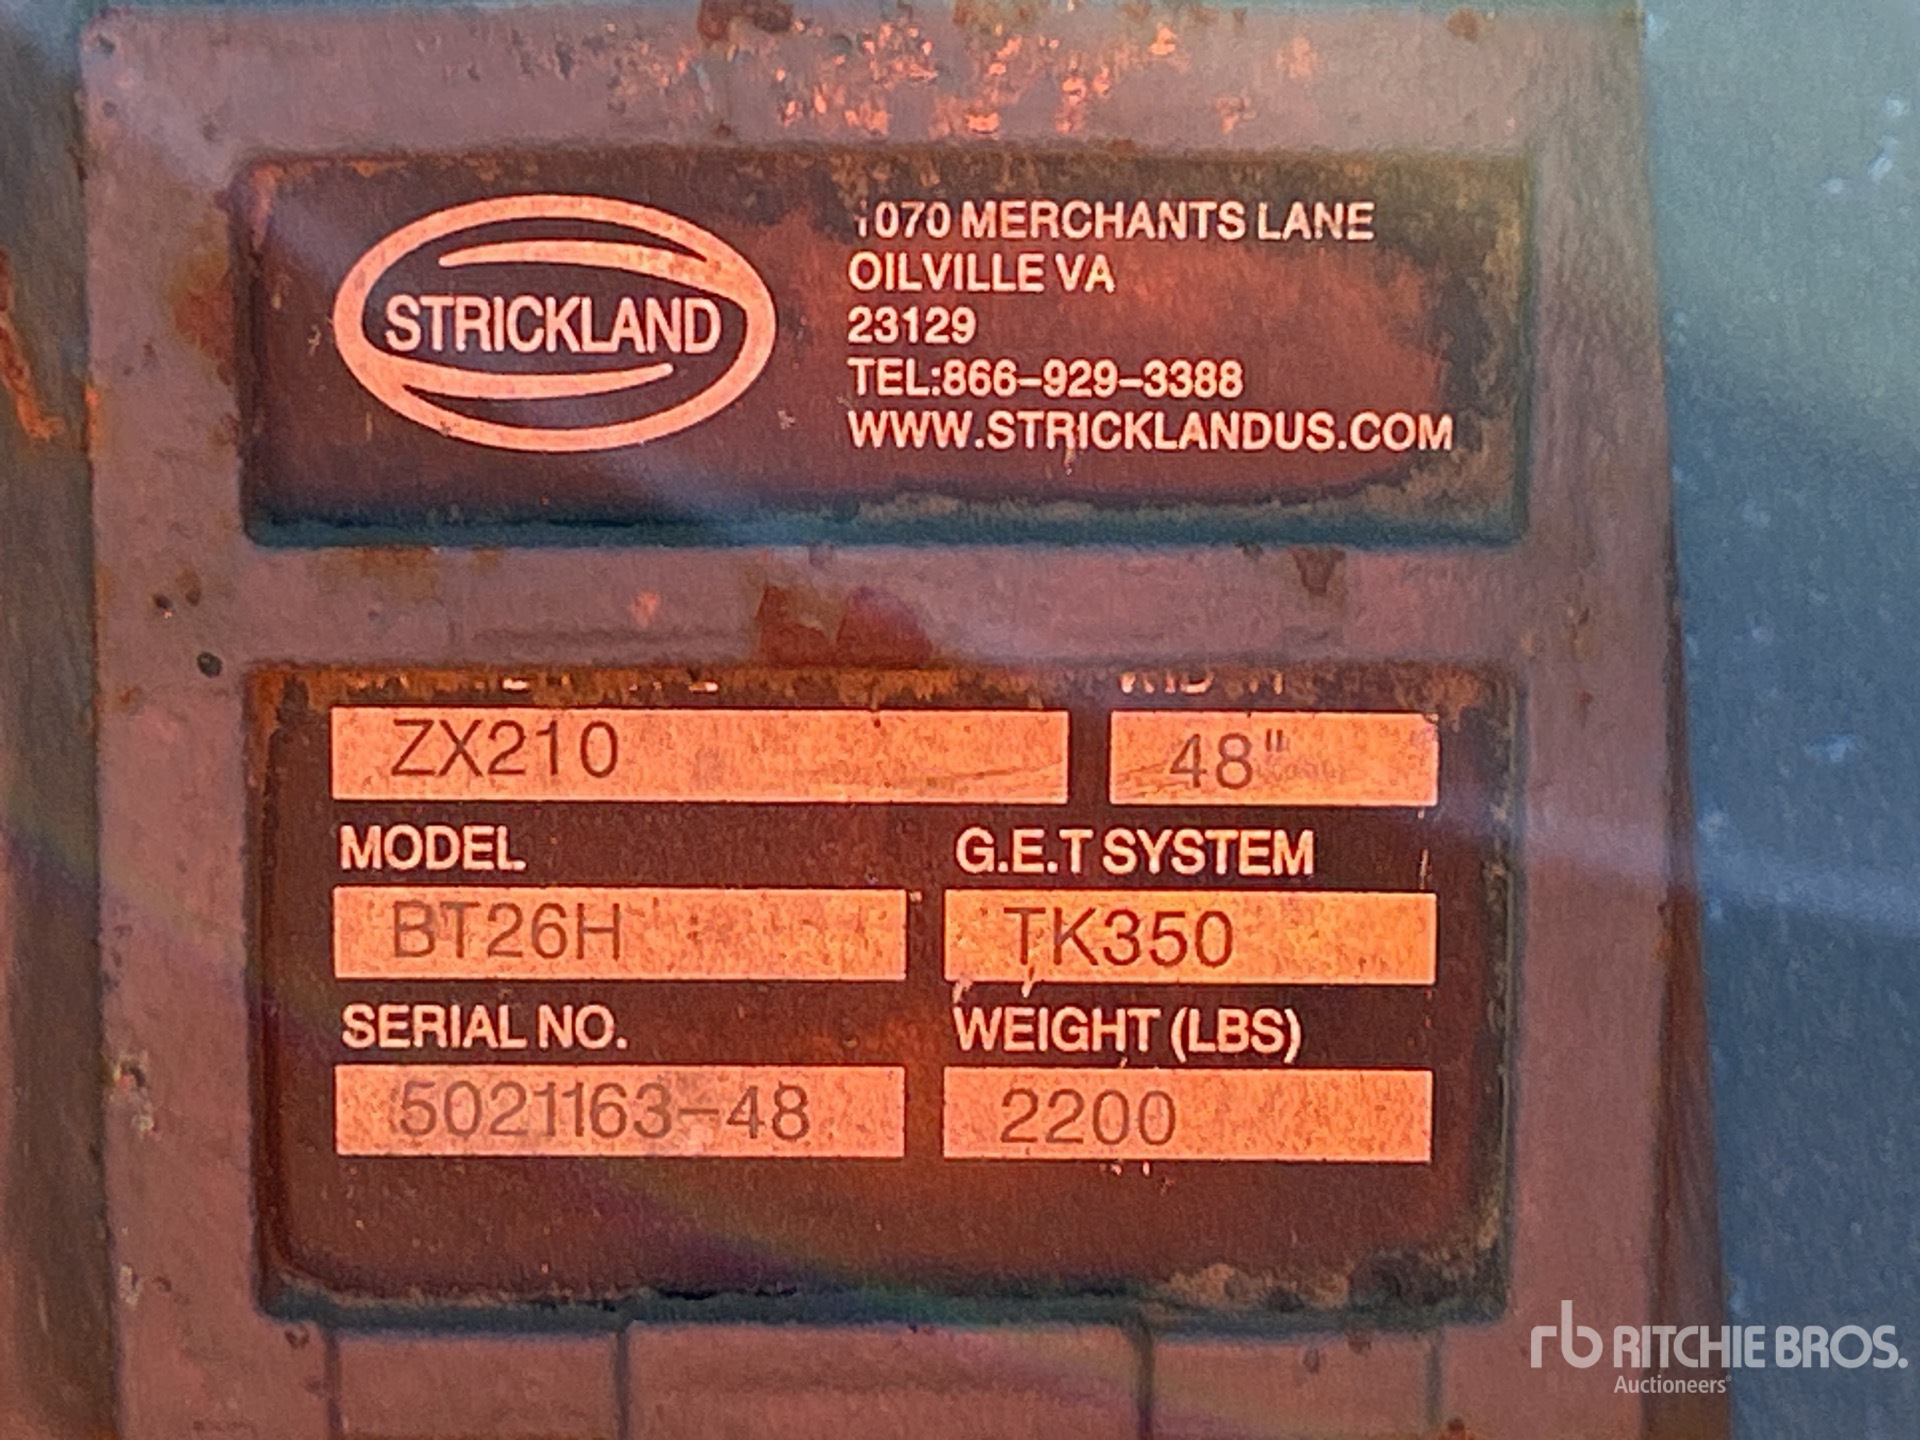 STRICKLAND
1070 MERCHANTS LANE
OILVILLE VA
23129
TEL:866-929-3388
WWW.STRICKLANDUS.COM
ZX210
48"
MODEL
G.E.T SYSTEM
BT26H
TK350
SERIAL NO.
WEIGHT (LBS)
5021163-48
2200
rb RITCHIE BROS.
Auctioneers